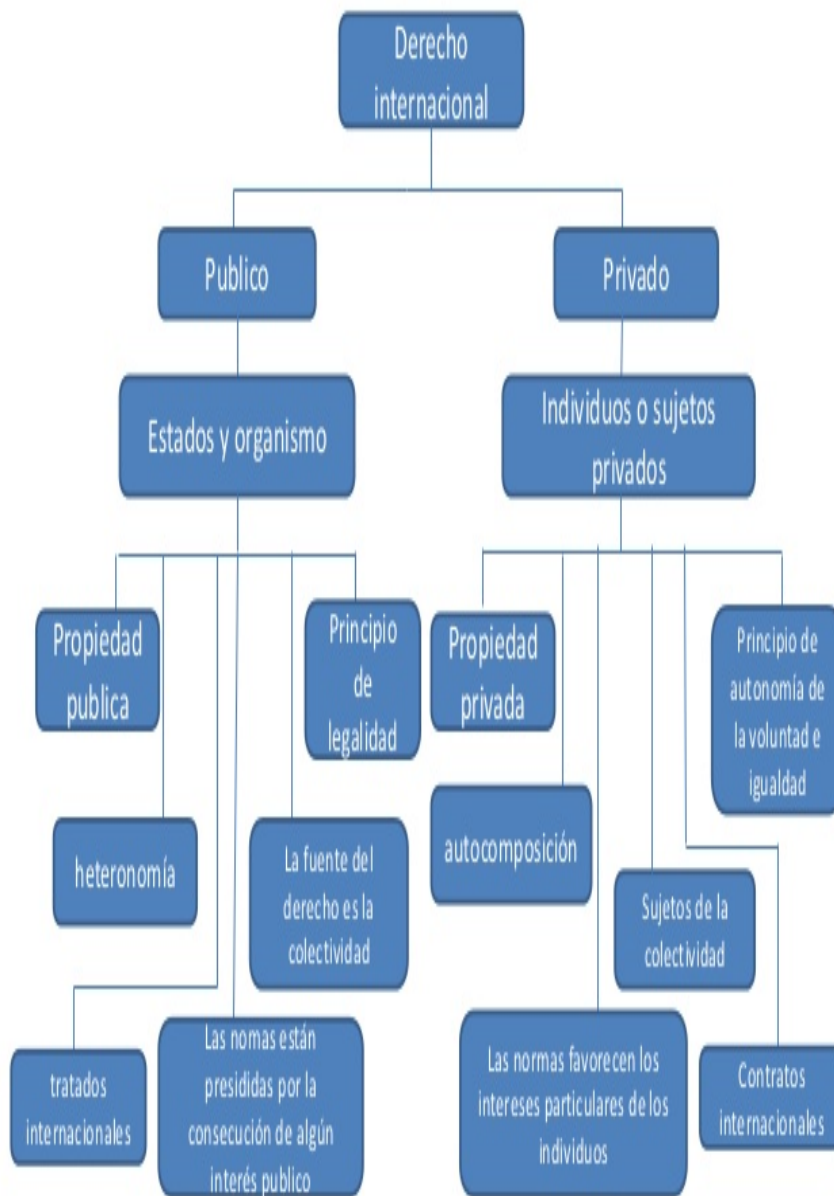 Derecho
internacional
Publico
Privado
Estados y organismo
Individuos o sujetos
privados
Propiedad
publica
Principio
de
legalidad
Propiedad
privada
Principio de
autonomía de
la voluntad e
igualdad
heteronomía
La fuente del
derecho es la
colectividad
autocomposición
Sujetos de la
colectividad
tratados
internacionales
Las nomas están
presididas por la
consecución de algún
interés publico
Las normas favorecen los
intereses particulares de los
individuos
Contratos
internacionales